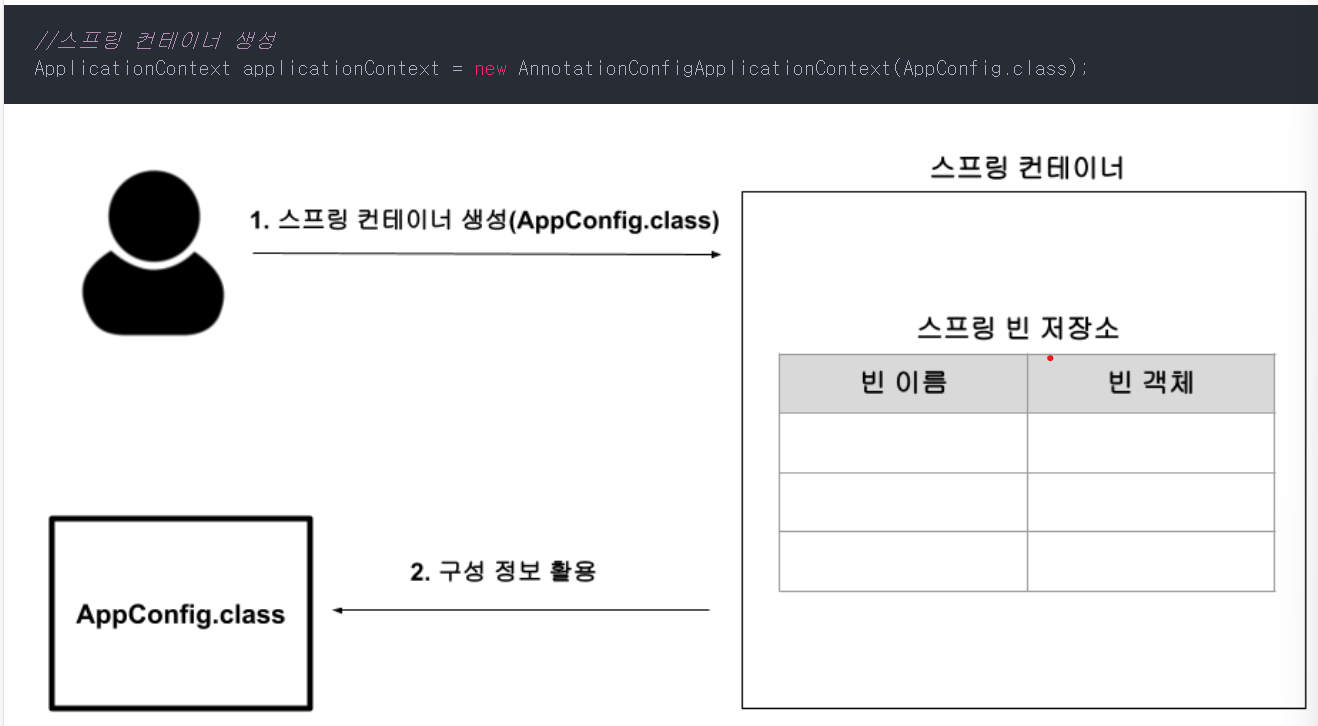 //스프링 컨테이너 생성
ApplicationContext applicationContext = new AnnotationConfigApplicationContext(AppConfig.class);
스프링 컨테이너
1. 스프링 컨테이너 생성(AppConfig.class)
스프링 빈 저장소
빈 이름 빈 객체
2. 구성 정보 활용
AppConfig.class